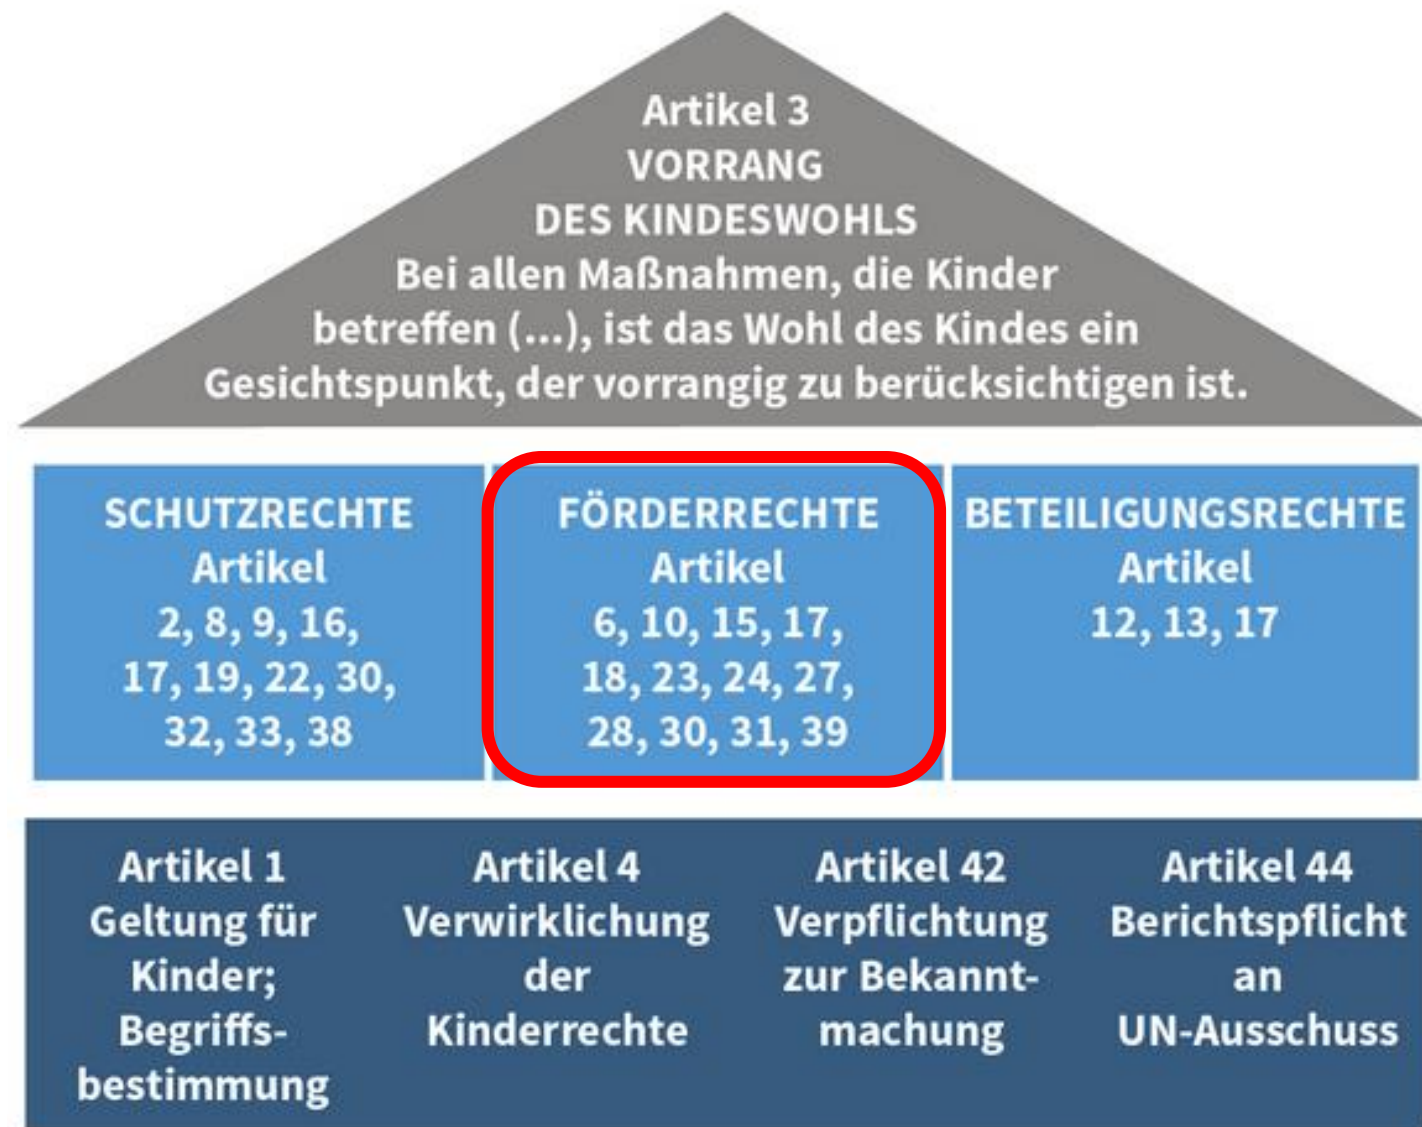 Artikel 3
VORRANG
DES KINDESWOHLS
Bei allen Maßnahmen, die Kinder
betreffen (...), ist das Wohl des Kindes ein
Gesichtspunkt, der vorrangig zu berücksichtigen ist.
SCHUTZRECHTE
Artikel
2, 8, 9, 16,
17, 19, 22, 30,
32, 33, 38
FÖRDERRECHTE
Artikel
6, 10, 15, 17,
18, 23, 24, 27,
28, 30, 31, 39
BETEILIGUNGSRECHTE
Artikel
12, 13, 17
Artikel 1
Geltung für
Kinder;
Begriffs-
bestimmung
Artikel 4
Verwirklichung
der
Kinderrechte
Artikel 42
Verpflichtung
zur Bekannt-
machung
Artikel 44
Berichtspflicht
an
UN-Ausschuss